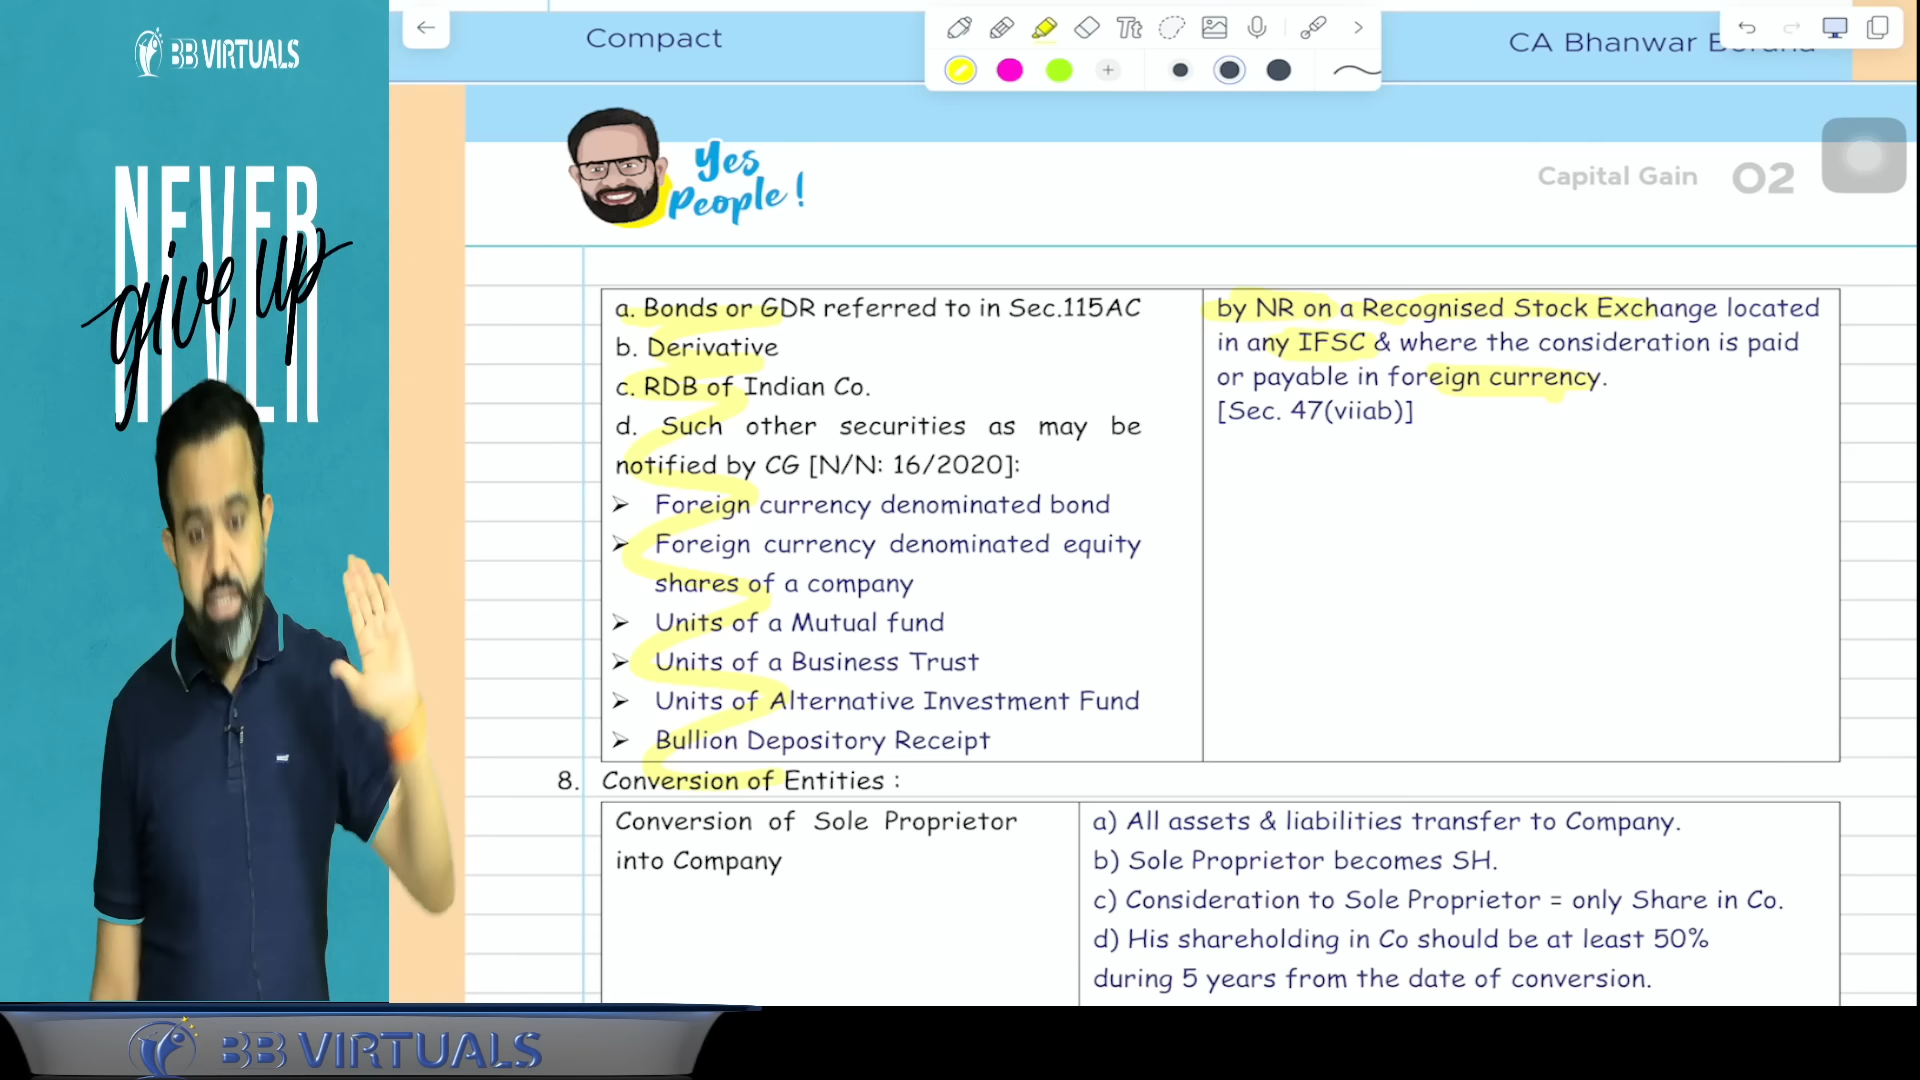 BB VIRTUALS
NEVER
give up
Compact
Tt
Yes
People!
Capital Gain 02
a. Bonds or GDR referred to in Sec.115AC
b. Derivative
c. RDB of Indian Co.
d. Such other securities as may be
notified by CG [N/N: 16/2020]:
➢ Foreign currency denominated bond
➢ Foreign currency denominated equity
shares of a company
➢ Units of a Mutual fund
➢ Units of a Business Trust
➢ Units of Alternative Investment Fund
➢ Bullion Depository Receipt
by NR on a Recognised Stock Exchange located
in any IFSC & where the consideration is paid
or payable in foreign currency.
[Sec. 47(viiab)]
8. Conversion of Entities :
Conversion of Sole Proprietor
into Company
a) All assets & liabilities transfer to Company.
b) Sole Proprietor becomes SH.
c) Consideration to Sole Proprietor = only Share in Co.
d) His shareholding in Co should be at least 50%
during 5 years from the date of conversion.
CA Bhanwar
BB VIRTUALS